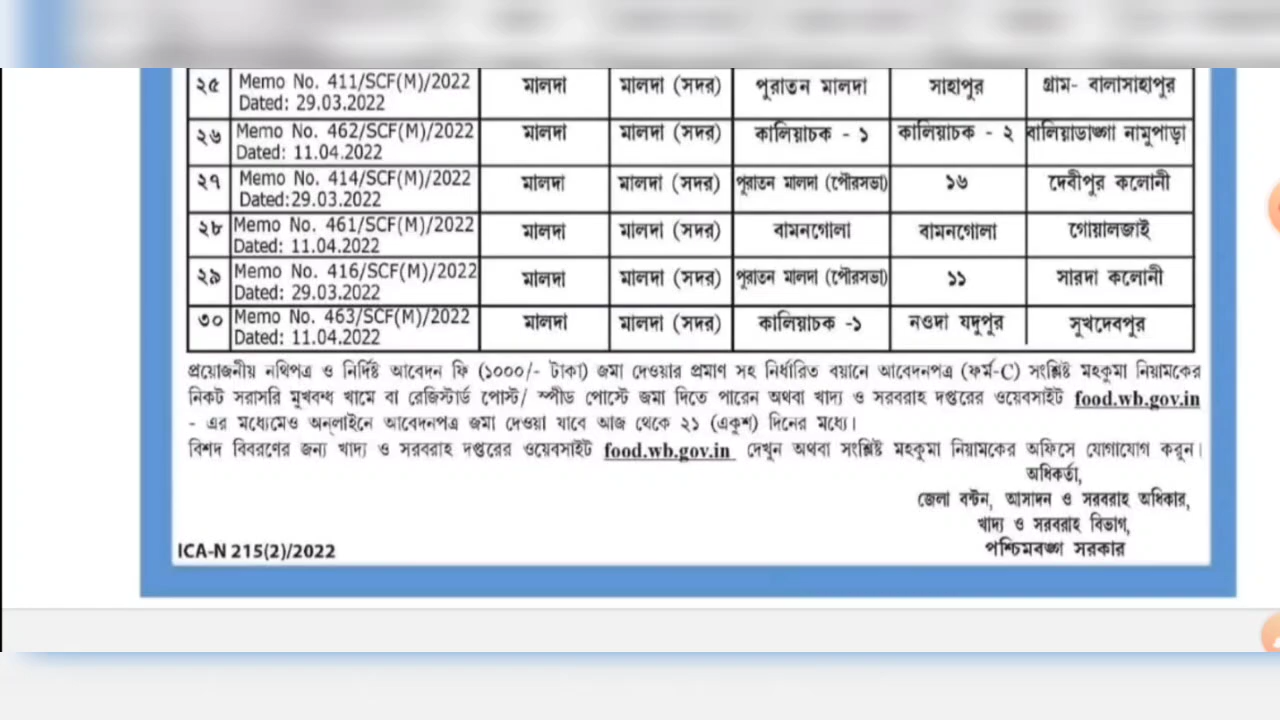 ২৫ Memo No. 411/SCF(M)/2022 Dated: 29.03.2022 মালদা মালদা (সদর) পুরাতন মালদা সাহাপুর গ্রাম- বালাসাহাপুর
২৬ Memo No. 462/SCF(M)/2022 Dated: 11.04.2022 মালদা মালদা (সদর) কালিয়াচক - ১ কালিয়াচক - ২ বালিয়াডাঙ্গা নামুপাড়া
২৭ Memo No. 414/SCF(M)/2022 Dated:29.03.2022 মালদা মালদা (সদর) পুরাতন মালদা (পৌরসভা) ১৬ দেবীপুর কলোনী
২৮ Memo No. 461/SCF(M)/2022 Dated: 11.04.2022 মালদা মালদা (সদর) বামনগোলা বামনগোলা গোয়ালজাই
২৯ Memo No. 416/SCF(M)/2022 Dated: 29.03.2022 মালদা মালদা (সদর) পুরাতন মালদা (পৌরসভা) ১১ সারদা কলোনী
৩০ Memo No. 463/SCF(M)/2022 Dated: 11.04.2022 মালদা মালদা (সদর) কালিয়াচক -১ নওদা যদুপুর সুখদেবপুর
প্রয়োজনীয় নথিপত্র ও নির্দিষ্ট আবেদন ফি (১০০০/- টাকা) জমা দেওয়ার প্রমাণ সহ নির্ধারিত বয়ানে আবেদনপত্র (ফর্ম-C) সংশ্লিষ্ট মহকুমা নিয়ামকের
নিকট সরাসরি মুখবন্ধ খামে বা রেজিস্টার্ড পোস্ট/ স্পীড পোস্টে জমা দিতে পারেন অথবা খাদ্য ও সরবরাহ দপ্তরের ওয়েবসাইট food.wb.gov.in
- এর মধ্যেমেও অন্‌লাইনে আবেদনপত্র জমা দেওয়া যাবে আজ থেকে ২১ (একুশ) দিনের মধ্যে।
বিশদ বিবরণের জন্য খাদ্য ও সরবরাহ দপ্তরের ওয়েবসাইট food.wb.gov.in দেখুন অথবা সংশ্লিষ্ট মহকুমা নিয়ামকের অফিসে যোগাযোগ করুন।
অধিকর্তা,
জেলা বন্টন, আসাদন ও সরবরাহ অধিকার,
খাদ্য ও সরবরাহ বিভাগ,
ICA-N 215(2)/2022 পশ্চিমবঙ্গ সরকার